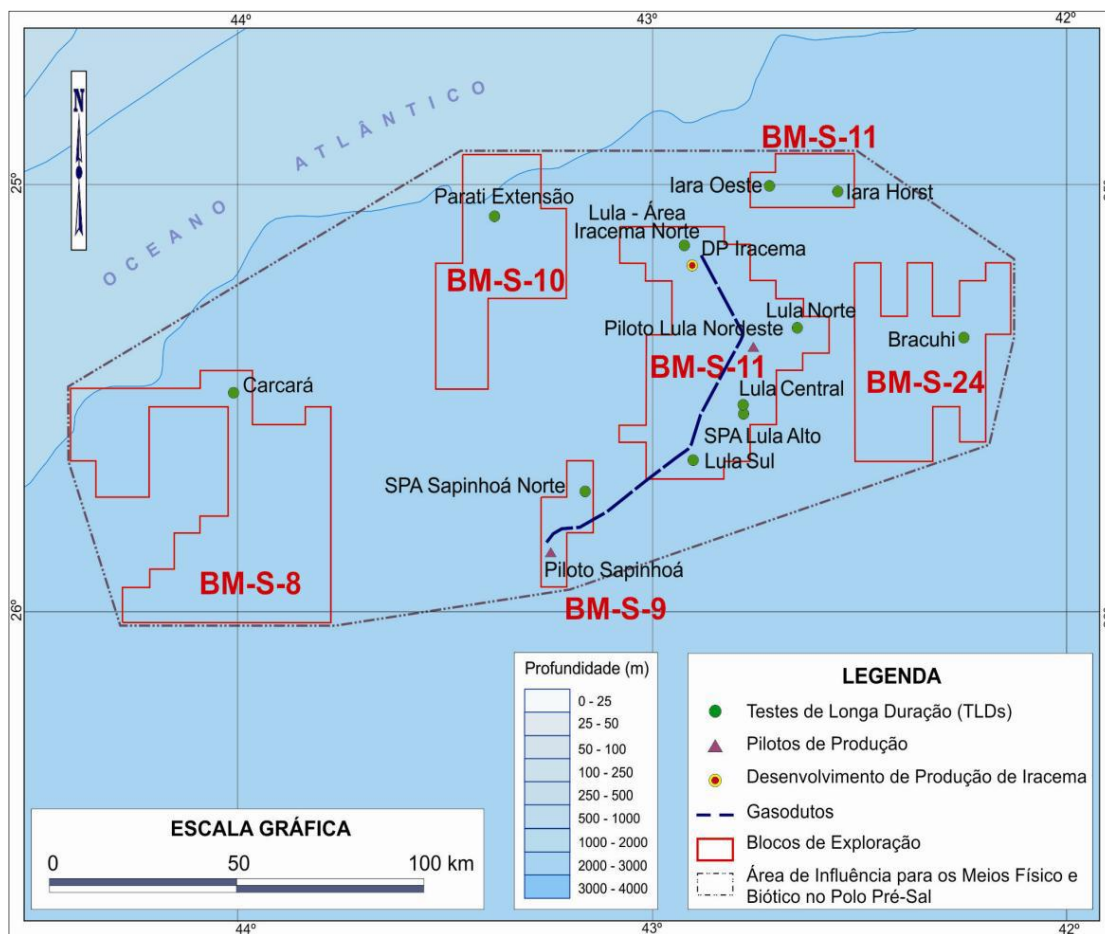 44º
43º
42º
N
OCEANO ATLÂNTICO
BM-S-11
25º
Iara Oeste
Iara Horst
Parati Extensão
Lula - Área
Iracema Norte
DP Iracema
BM-S-10
Lula Norte
Piloto Lula Nordeste
Bracuhi
BM-S-11
BM-S-24
Carcará
Lula Central
SPA Lula Alto
Lula Sul
SPA Sapinhoá Norte
Piloto Sapinhoá
BM-S-8
BM-S-9
26º
Profundidade (m)
0 - 25
25 - 50
50 - 100
100 - 250
250 - 500
500 - 1000
1000 - 2000
2000 - 3000
3000 - 4000
LEGENDA
Testes de Longa Duração (TLDs)
Pilotos de Produção
Desenvolvimento de Produção de Iracema
Gasodutos
Blocos de Exploração
Área de Influência para os Meios Físico e
Biótico no Polo Pré-Sal
ESCALA GRÁFICA
0 50 100 km
44º
43º
42º